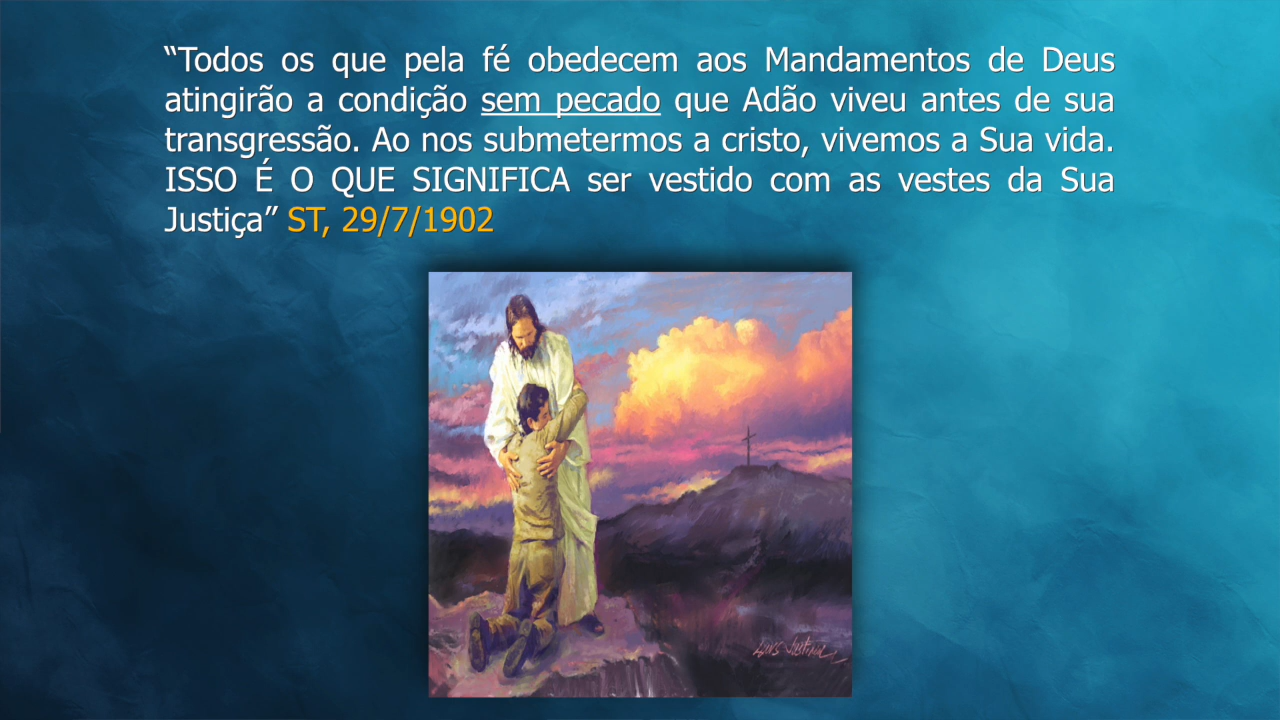 “Todos os que pela fé obedecem aos Mandamentos de Deus
atingirão a condição sem pecado que Adão viveu antes de sua
transgressão. Ao nos submetermos a cristo, vivemos a Sua vida.
ISSO É O QUE SIGNIFICA ser vestido com as vestes da Sua
Justiça” ST, 29/7/1902